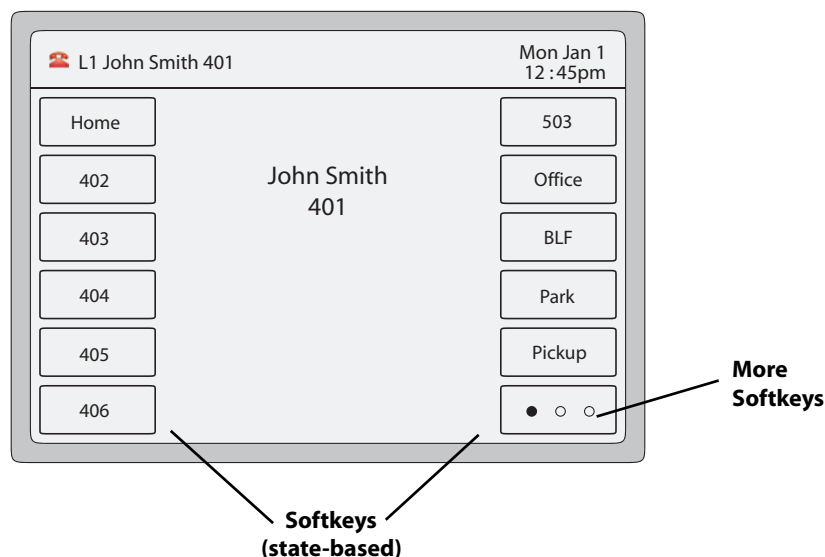 L1 John Smith 401
Mon Jan 1
12 :45pm
Home
402
403
404
405
406
John Smith
401
503
Office
BLF
Park
Pickup
More
Softkeys
Softkeys
(state-based)